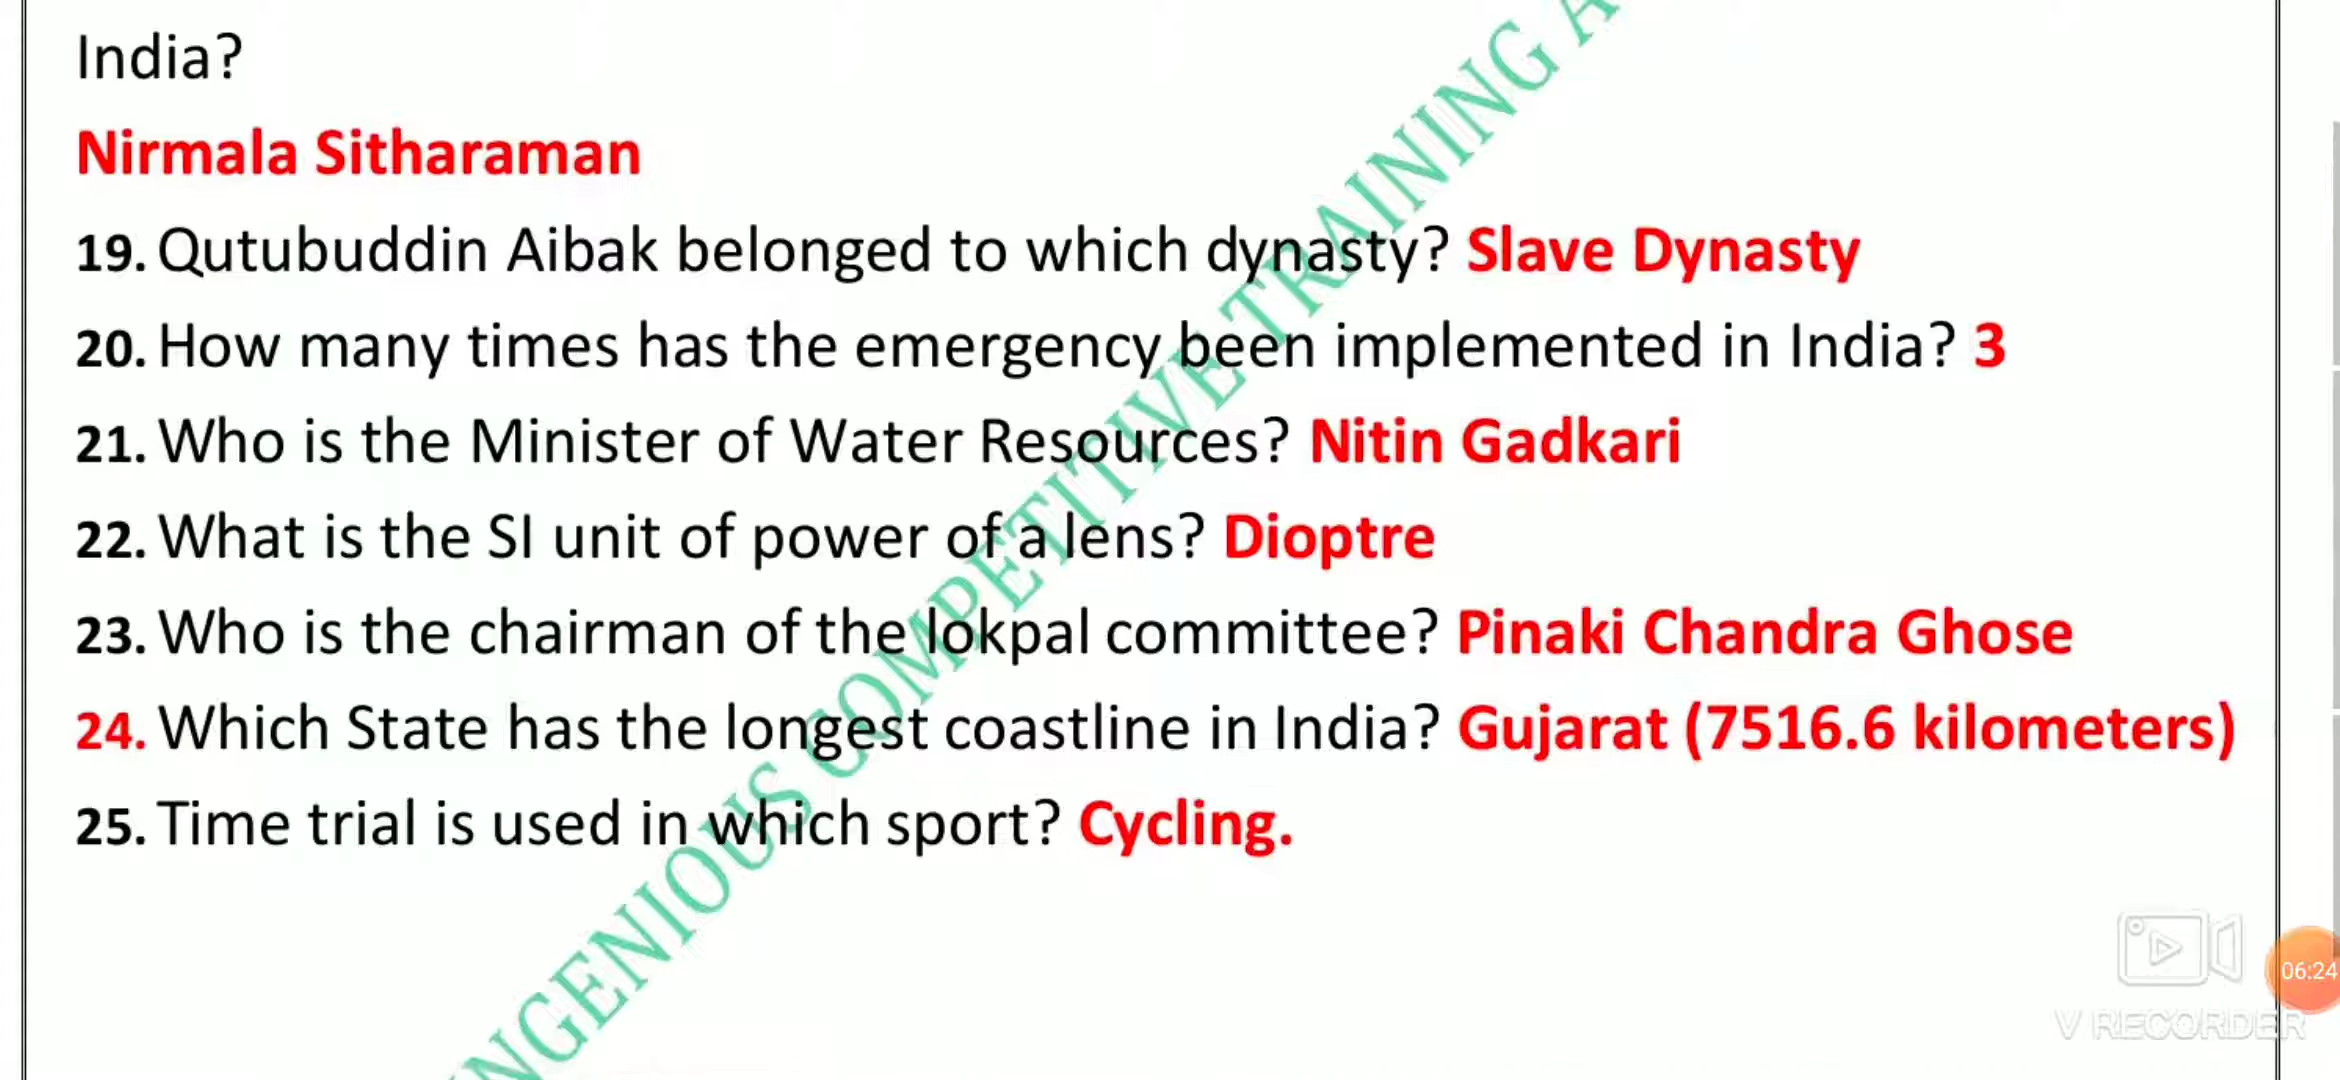 India?
Nirmala Sitharaman
19. Qutubuddin Aibak belonged to which dynasty? Slave Dynasty
20. How many times has the emergency been implemented in India? 3
21. Who is the Minister of Water Resources? Nitin Gadkari
22. What is the SI unit of power of a lens? Dioptre
23. Who is the chairman of the lokpal committee? Pinaki Chandra Ghose
24. Which State has the longest coastline in India? Gujarat (7516.6 kilometers)
25. Time trial is used in which sport? Cycling.
NGENIOUS COMPETITIVE TRAINING A
06:24
V RECORDER